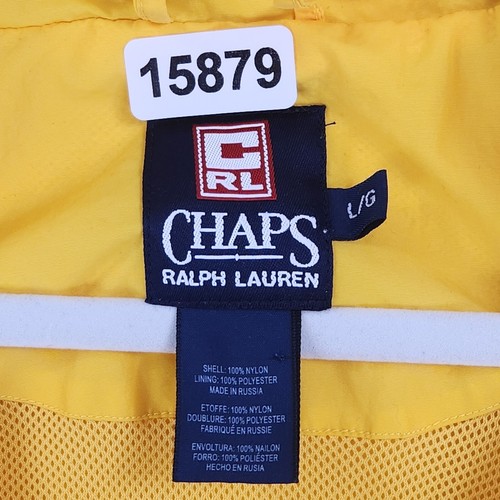 15879
C
RL
CHAPS
RALPH LAUREN
L/G
SHELL: 100% NYLON
LINING: 100% POLYESTER
MADE IN RUSSIA
ETOFFE: 100% NYLON
DOUBLURE: 100% POLYESTER
FABRIQUÉ EN RUSSIE
ENVOLTURA: 100% NAILON
FORRO: 100% POLIÉSTER
HECHO EN RUSIA